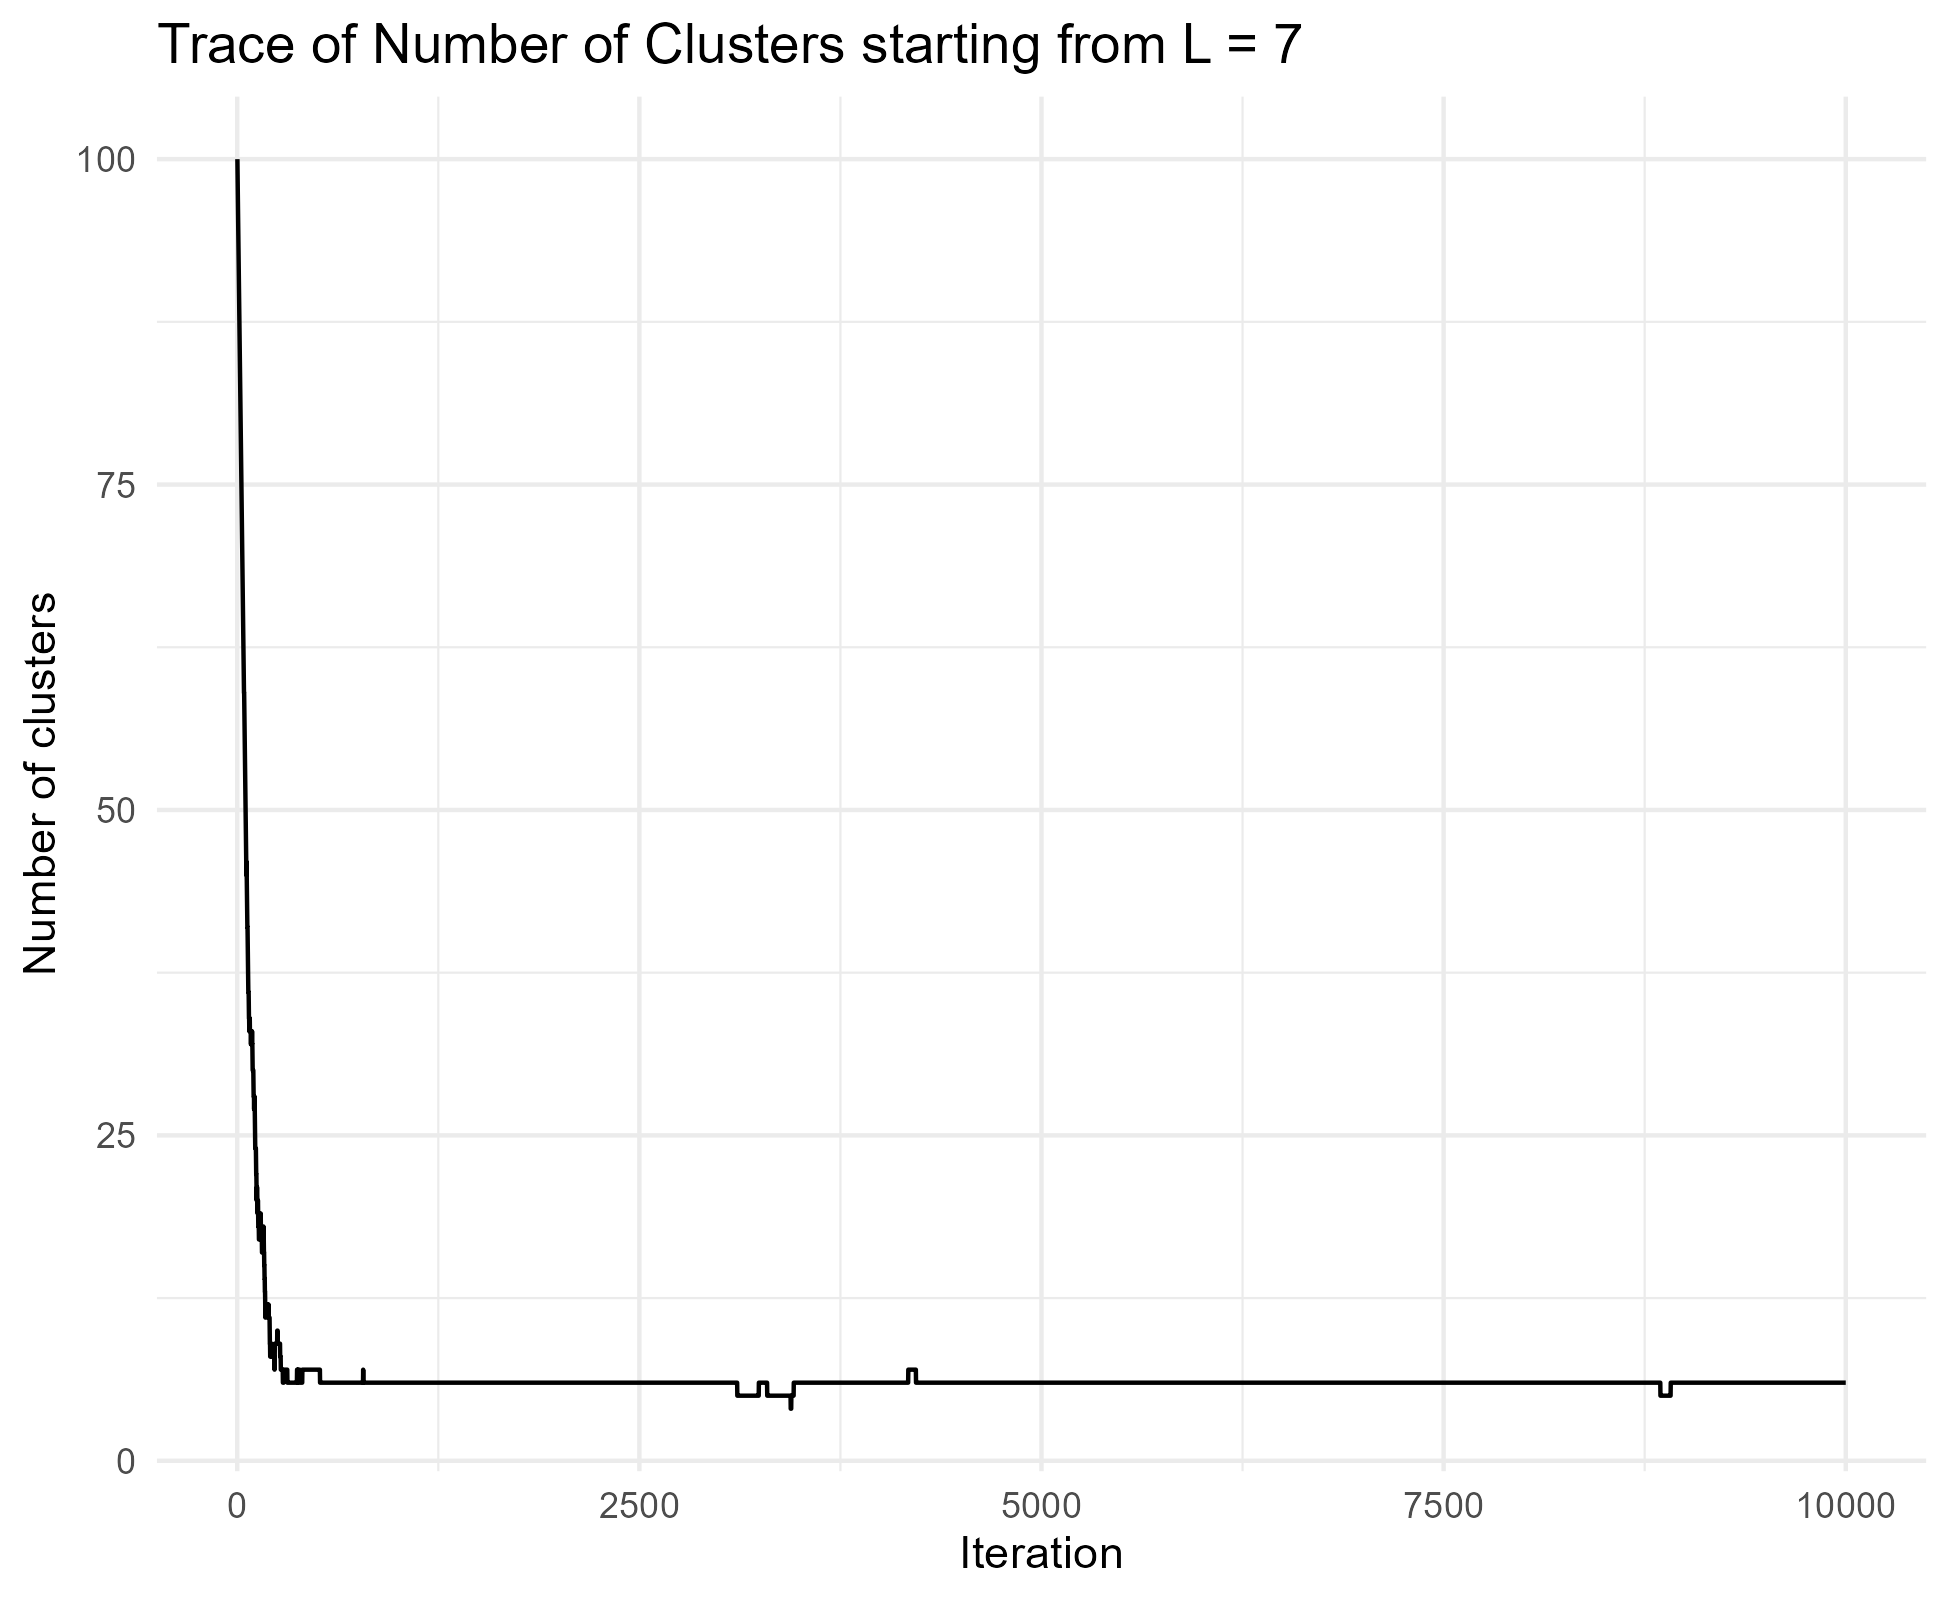 Trace of Number of Clusters starting from L = 7
Number of clusters
100
75
50
25
0
0 2500 5000 7500 10000
Iteration